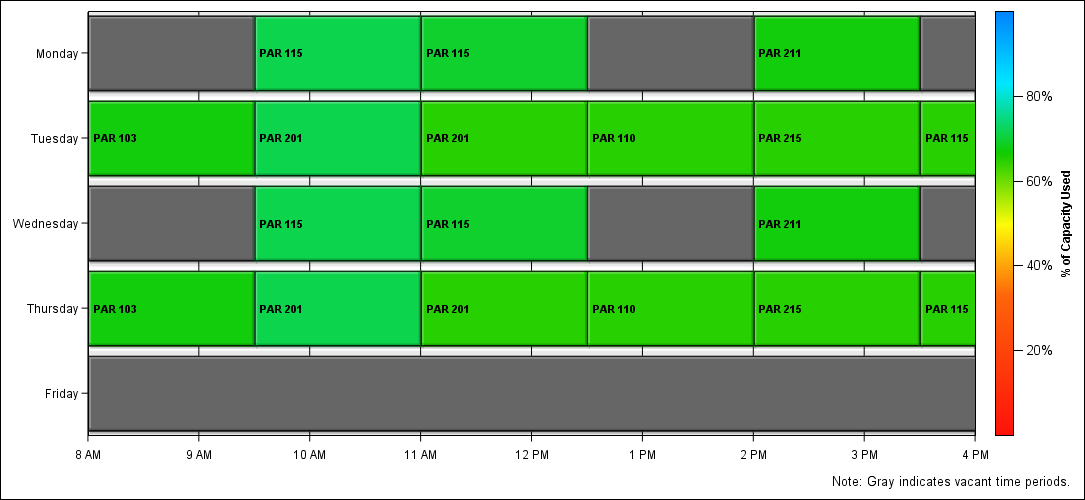 Monday
PAR 115
PAR 115
PAR 211
Tuesday
PAR 103
PAR 201
PAR 201
PAR 110
PAR 215
PAR 115
Wednesday
PAR 115
PAR 115
PAR 211
Thursday
PAR 103
PAR 201
PAR 201
PAR 110
PAR 215
PAR 115
Friday
8 AM
9 AM
10 AM
11 AM
12 PM
1 PM
2 PM
3 PM
4 PM
80%
60%
40%
20%
% of Capacity Used
Note: Gray indicates vacant time periods.